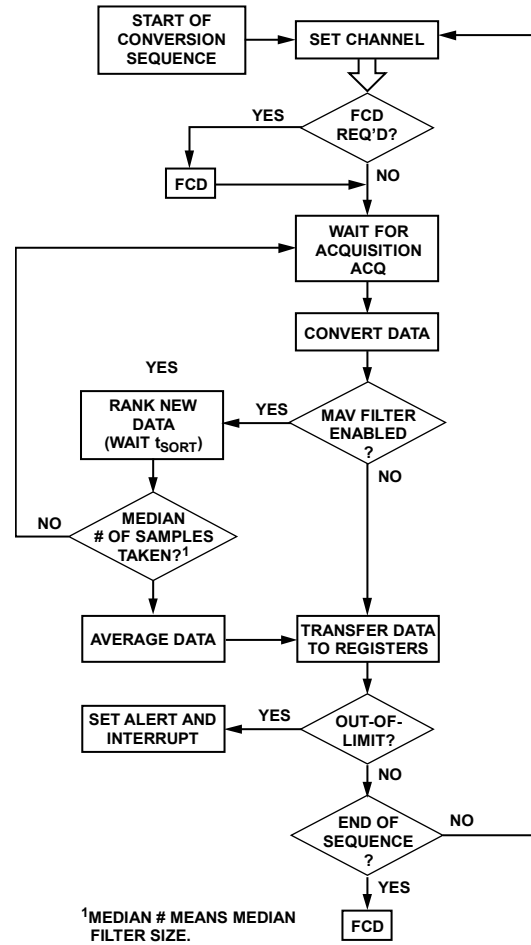 START OF
CONVERSION
SEQUENCE
SET CHANNEL
YES
FCD
REQ'D?
FCD
NO
WAIT FOR
ACQUISITION
ACQ
CONVERT DATA
YES
RANK NEW
DATA
(WAIT tSORT)
YES
MAV FILTER
ENABLED
?
NO
NO
MEDIAN
# OF SAMPLES
TAKEN?1
AVERAGE DATA
TRANSFER DATA
TO REGISTERS
SET ALERT AND
INTERRUPT
YES
OUT-OF-
LIMIT?
NO
END OF
SEQUENCE
?
NO
YES
FCD
1MEDIAN # MEANS MEDIAN
FILTER SIZE.